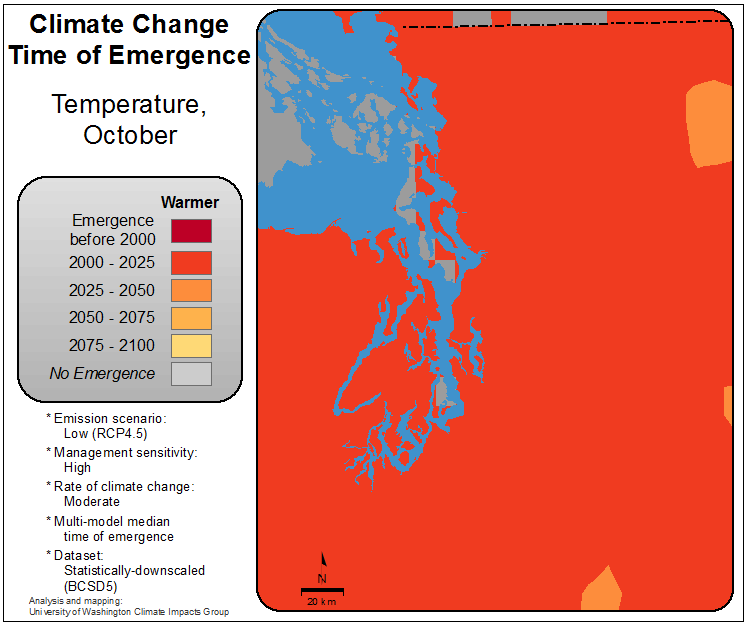 Climate Change
Time of Emergence
Temperature,
October
Warmer
Emergence
before 2000
2000 - 2025
2025 - 2050
2050 - 2075
2075 - 2100
No Emergence
* Emission scenario:
Low (RCP4.5)
* Management sensitivity:
High
* Rate of climate change:
Moderate
* Multi-model median
time of emergence
* Dataset:
Statistically-downscaled
(BCSD5)
Analysis and mapping:
University of Washington Climate Impacts Group
N
20 km